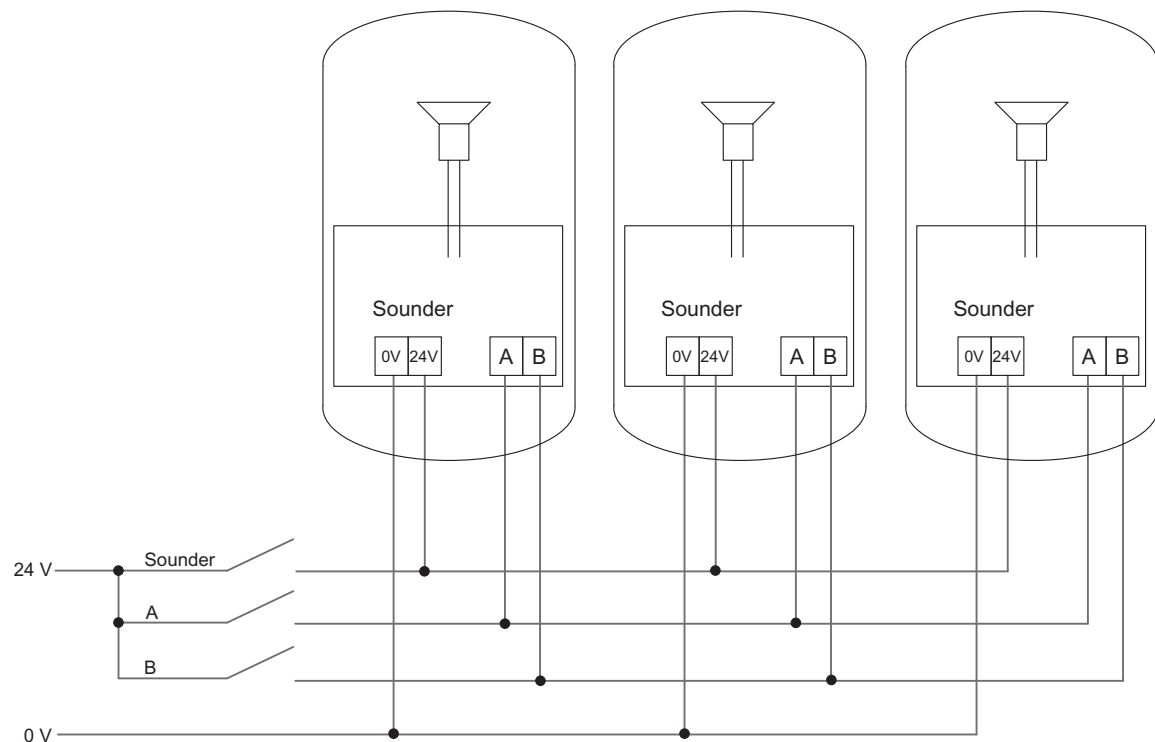 Sounder Sounder Sounder
0V 24V A B 0V 24V A B 0V 24V A B
Sounder
24 V
A
B
0 V